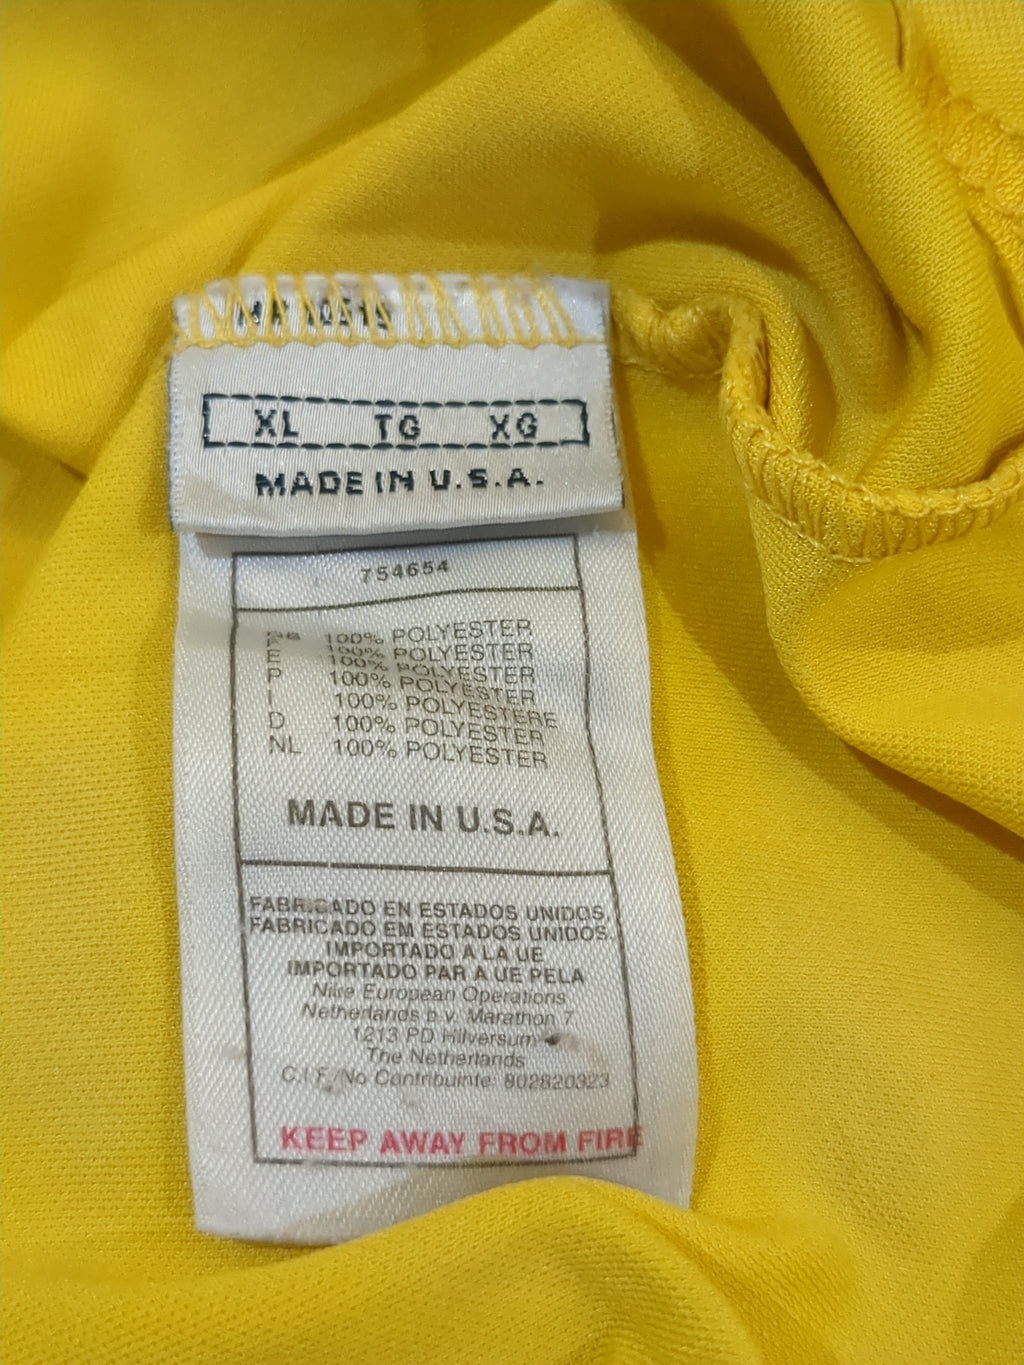 XL TG XG
MADE IN U.S.A.
754654
100% POLYESTER
E 100% POLYESTER
P 100% POLYESTER
I 100% POLYESTER
D 100% POLYESTERE
NL 100% POLYESTER
100% POLYESTER
MADE IN U.S.A.
FABRICADO EN ESTADOS UNIDOS,
FABRICADO EM ESTADOS UNIDOS.
IMPORTADO A LA UE
IMPORTADO PAR A UE PELA
Nike European Operations
Netherlands b.v. Marathon 7
1213 PD Hilversum
The Netherlands
C.I.F./No Contribuinte: 802820323
KEEP AWAY FROM FIRE